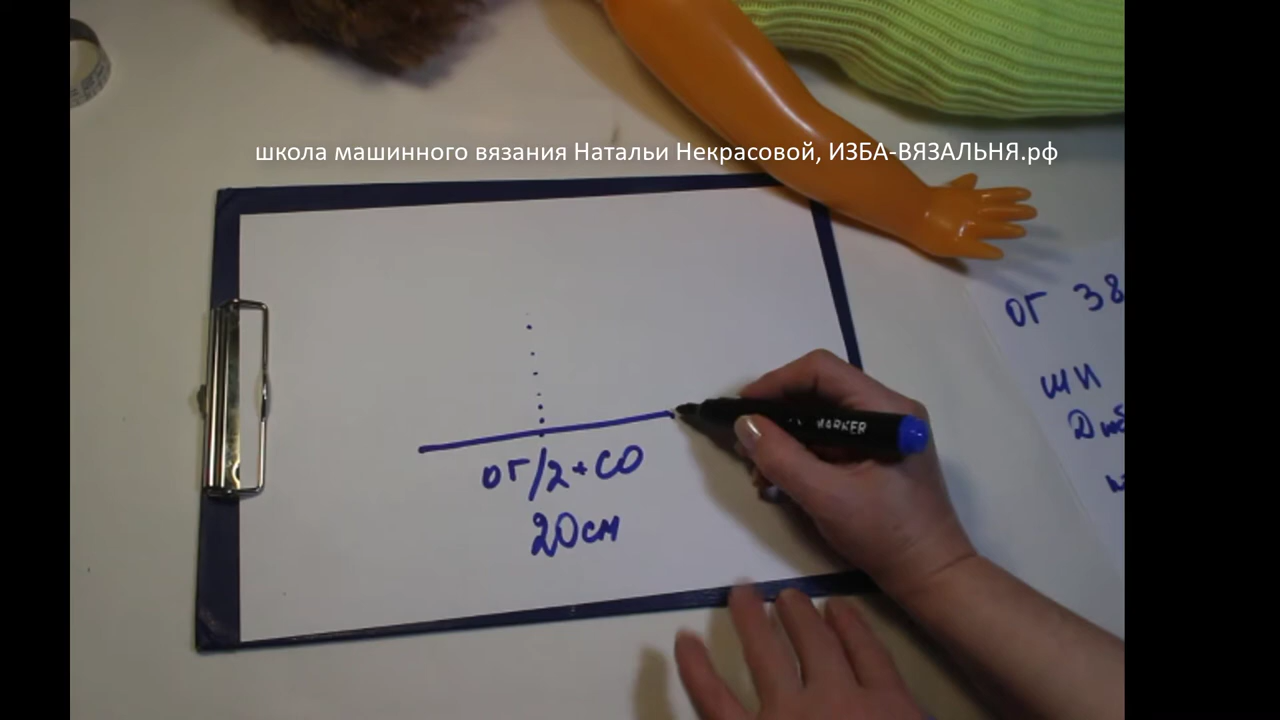 школа машинного вязания Натальи Некрасовой, ИЗБА-ВЯЗАЛЬНЯ.рф
ОГ 38
ШИ
MARKER
ОГ/2+СО
20см